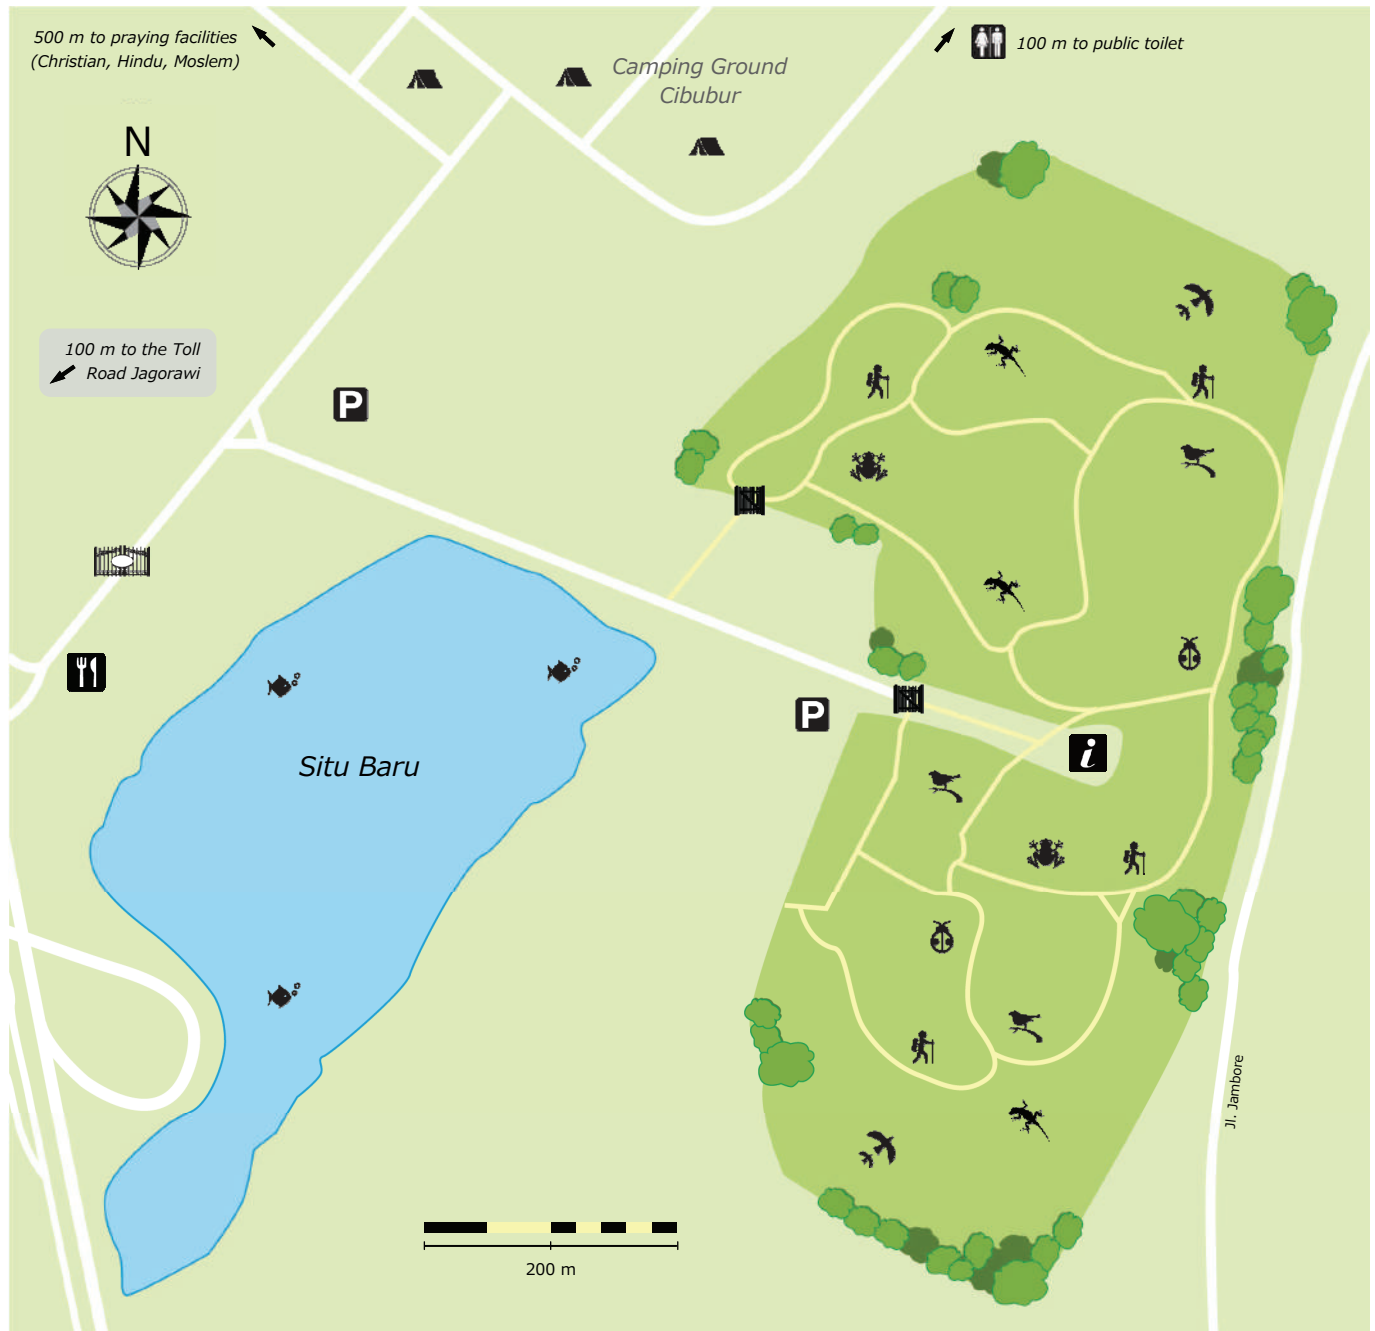 500 m to praying facilities
(Christian, Hindu, Moslem)
100 m to public toilet
Camping Ground
Cibubur
N
100 m to the Toll
Road Jagorawi
P
P
i
Situ Baru
Jl. Jambore
200 m